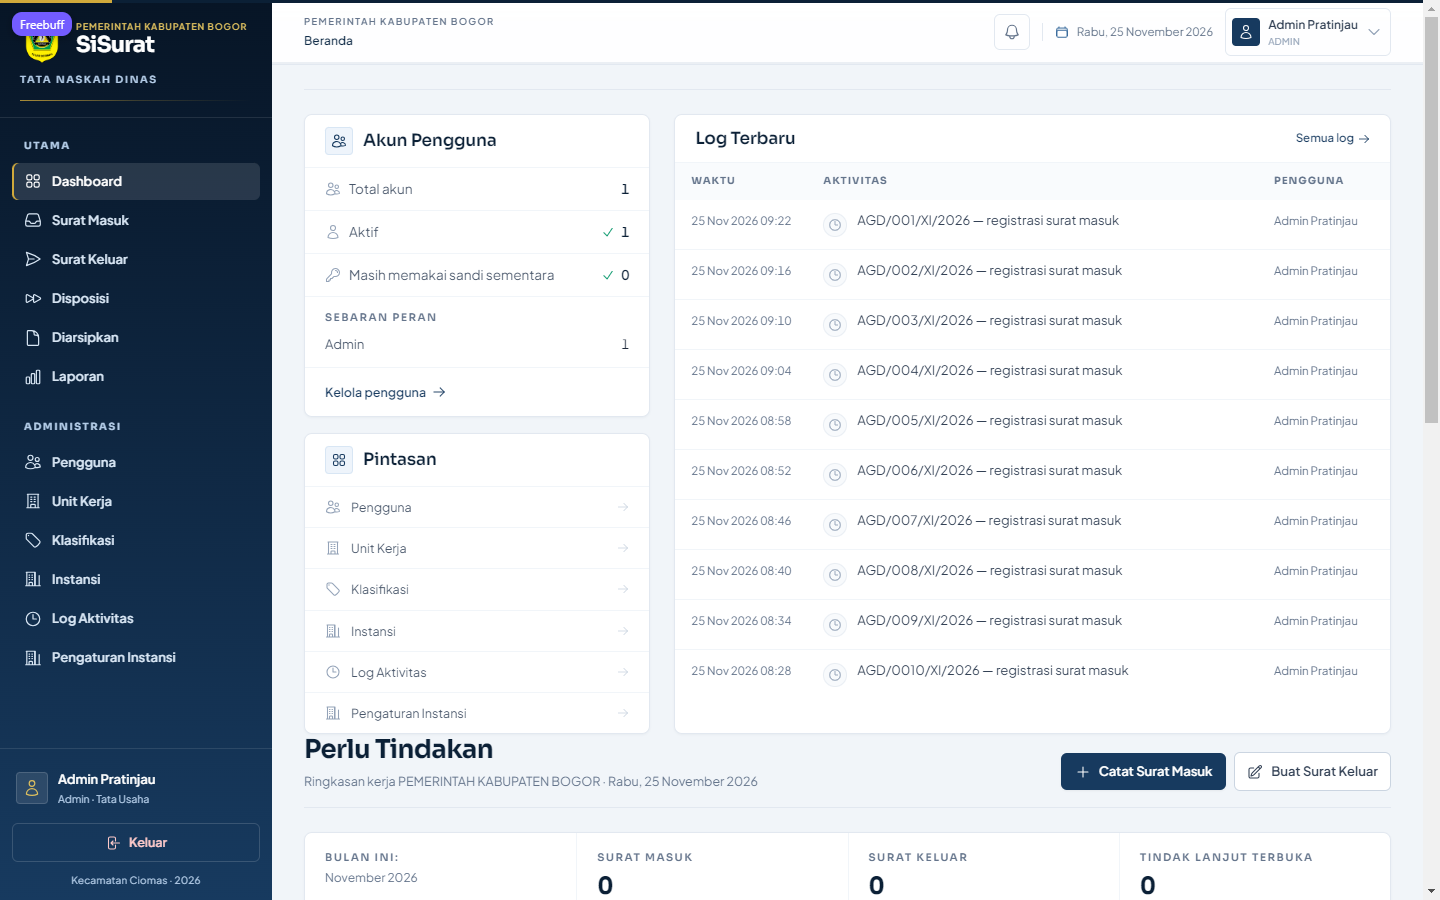 Freebuff
PEMERINTAH KABUPATEN BOGOR
SiSurat
TATA NASKAH DINAS
UTAMA
Dashboard
Surat Masuk
Surat Keluar
Disposisi
Diarsipkan
Laporan
ADMINISTRASI
Pengguna
Unit Kerja
Klasifikasi
Instansi
Log Aktivitas
Pengaturan Instansi
Admin Pratinjau
Admin · Tata Usaha
Keluar
Kecamatan Ciomas · 2026
PEMERINTAH KABUPATEN BOGOR
Beranda
Rabu, 25 November 2026
Admin Pratinjau
ADMIN
Akun Pengguna
Total akun 1
Aktif 1
Masih memakai sandi sementara 0
SEBARAN PERAN
Admin 1
Kelola pengguna →
Pintasan
Pengguna →
Unit Kerja →
Klasifikasi →
Instansi →
Log Aktivitas →
Pengaturan Instansi →
Log Terbaru
Semua log →
WAKTU AKTIVITAS PENGGUNA
25 Nov 2026 09:22 AGD/001/XI/2026 — registrasi surat masuk Admin Pratinjau
25 Nov 2026 09:16 AGD/002/XI/2026 — registrasi surat masuk Admin Pratinjau
25 Nov 2026 09:10 AGD/003/XI/2026 — registrasi surat masuk Admin Pratinjau
25 Nov 2026 09:04 AGD/004/XI/2026 — registrasi surat masuk Admin Pratinjau
25 Nov 2026 08:58 AGD/005/XI/2026 — registrasi surat masuk Admin Pratinjau
25 Nov 2026 08:52 AGD/006/XI/2026 — registrasi surat masuk Admin Pratinjau
25 Nov 2026 08:46 AGD/007/XI/2026 — registrasi surat masuk Admin Pratinjau
25 Nov 2026 08:40 AGD/008/XI/2026 — registrasi surat masuk Admin Pratinjau
25 Nov 2026 08:34 AGD/009/XI/2026 — registrasi surat masuk Admin Pratinjau
25 Nov 2026 08:28 AGD/0010/XI/2026 — registrasi surat masuk Admin Pratinjau
Perlu Tindakan
Ringkasan kerja PEMERINTAH KABUPATEN BOGOR · Rabu, 25 November 2026
Catat Surat Masuk
Buat Surat Keluar
BULAN INI:
November 2026
SURAT MASUK
0
SURAT KELUAR
0
TINDAK LANJUT TERBUKA
0